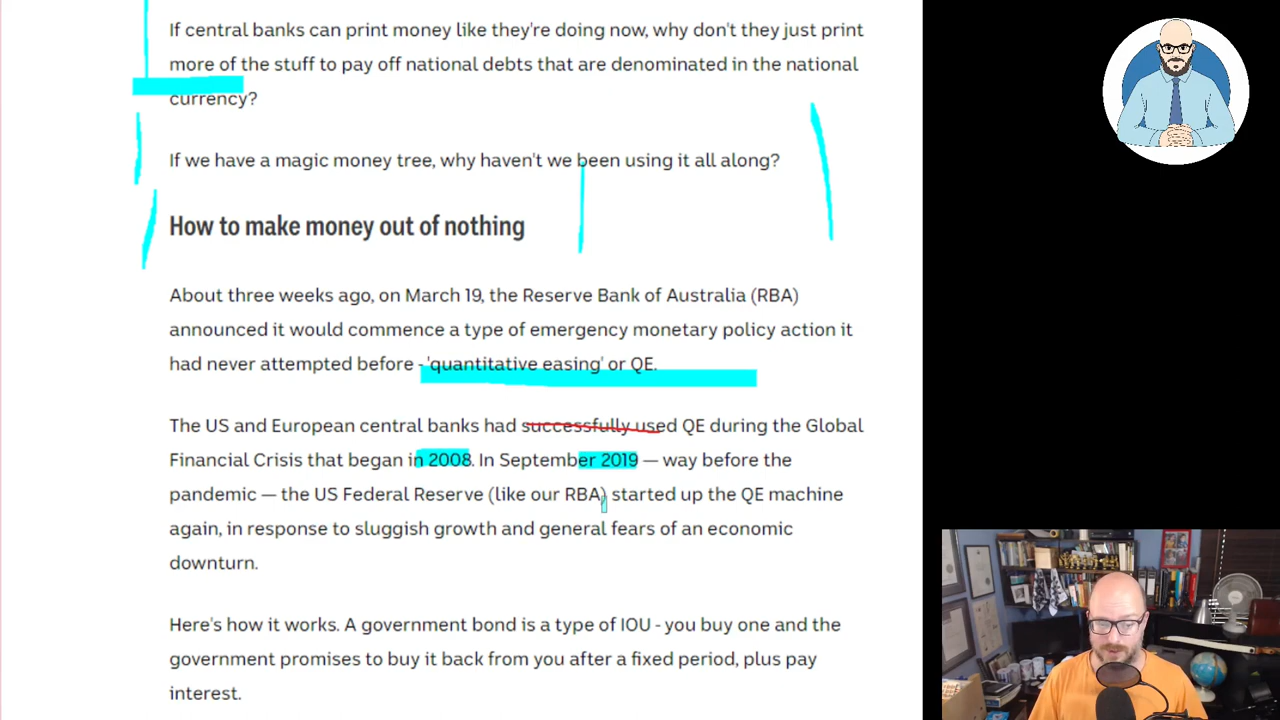 If central banks can print money like they're doing now, why don't they just print
more of the stuff to pay off national debts that are denominated in the national
currency?
If we have a magic money tree, why haven't we been using it all along?
How to make money out of nothing
About three weeks ago, on March 19, the Reserve Bank of Australia (RBA)
announced it would commence a type of emergency monetary policy action it
had never attempted before - 'quantitative easing' or QE.
The US and European central banks had successfully used QE during the Global
Financial Crisis that began in 2008. In September 2019 — way before the
pandemic — the US Federal Reserve (like our RBA) started up the QE machine
again, in response to sluggish growth and general fears of an economic
downturn.
Here's how it works. A government bond is a type of IOU - you buy one and the
government promises to buy it back from you after a fixed period, plus pay
interest.